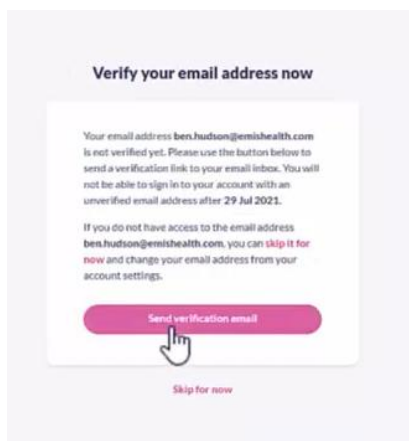 Verify your email address now
Your email address ben.hudson@emishealth.com
is not verified yet. Please use the button below to
send a verification link to your email inbox. You will
not be able to sign in to your account with an
unverified email address after 29 Jul 2021.
If you do not have access to the email address
ben.hudson@emishealth.com, you can skip it for
now and change your email address from your
account settings.
Send verification email
Skip for now